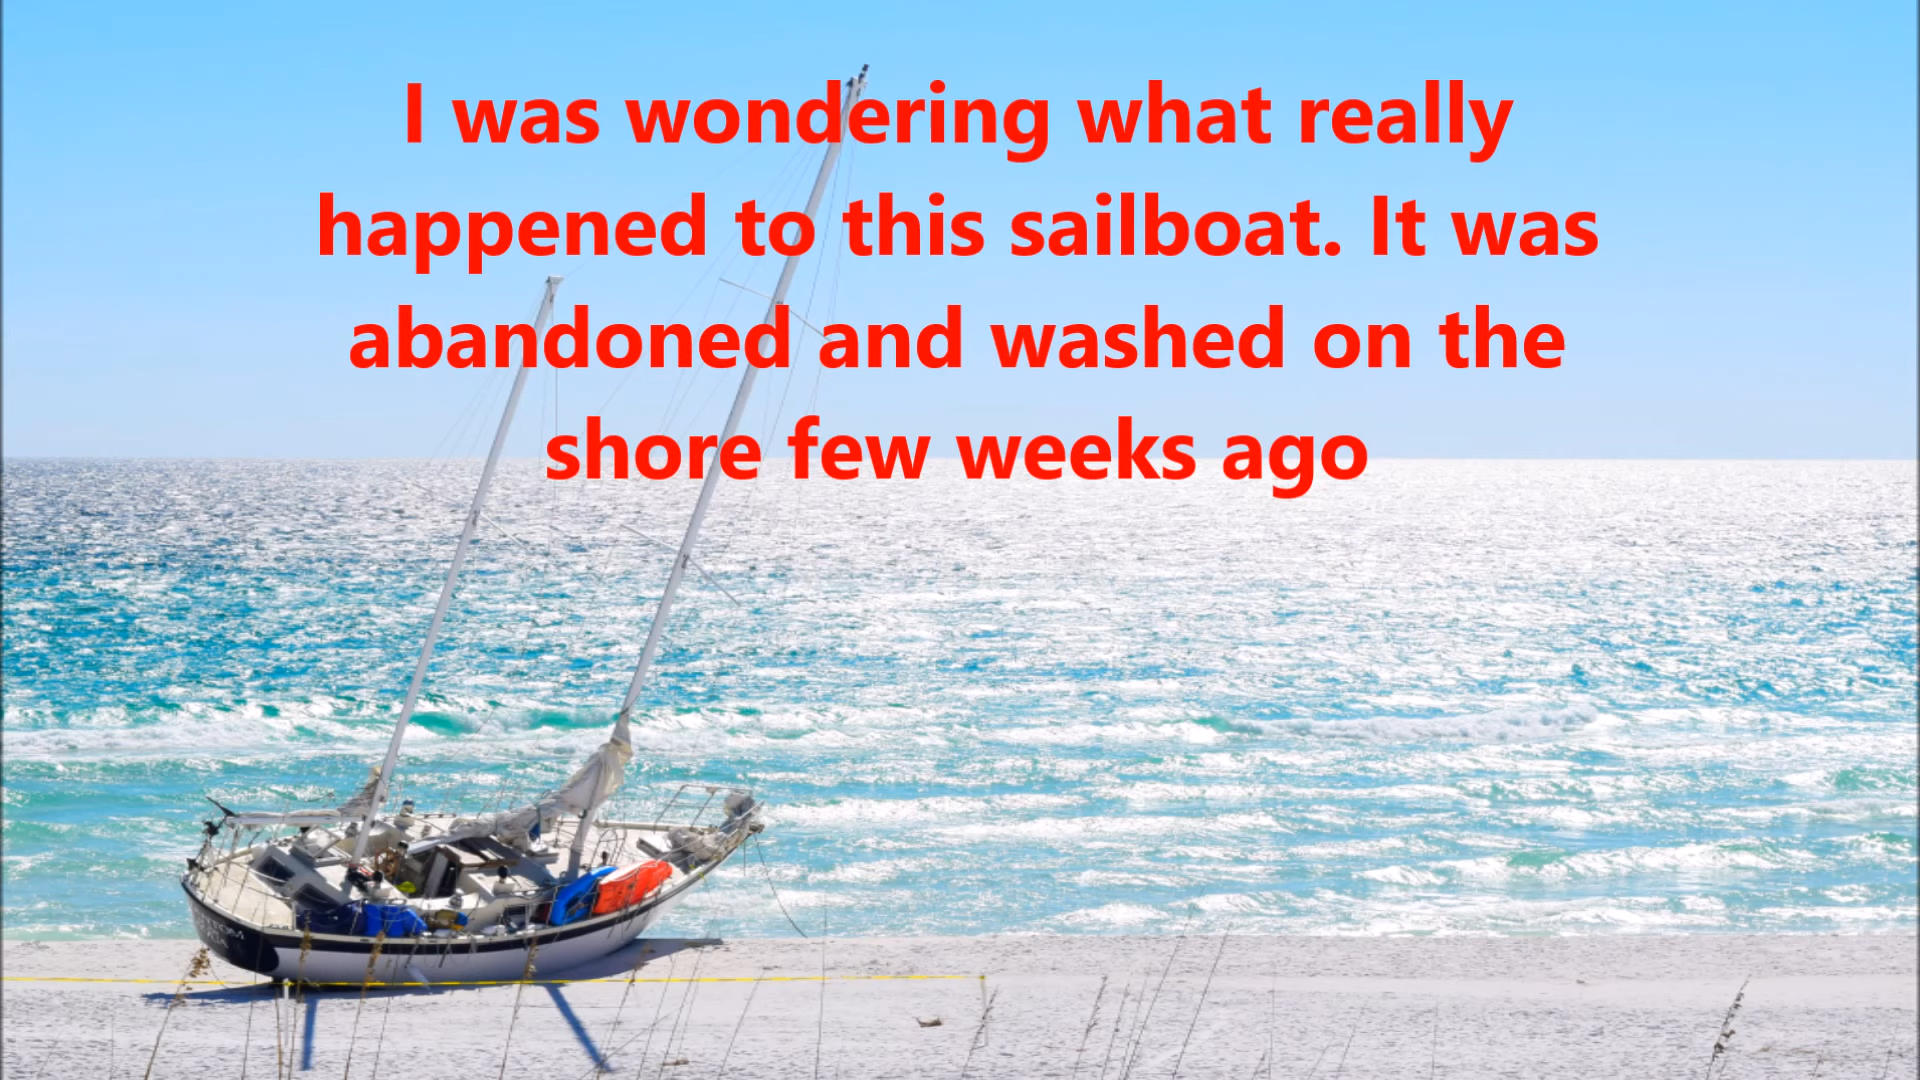 I was wondering what really
happened to this sailboat. It was
abandoned and washed on the
shore few weeks ago